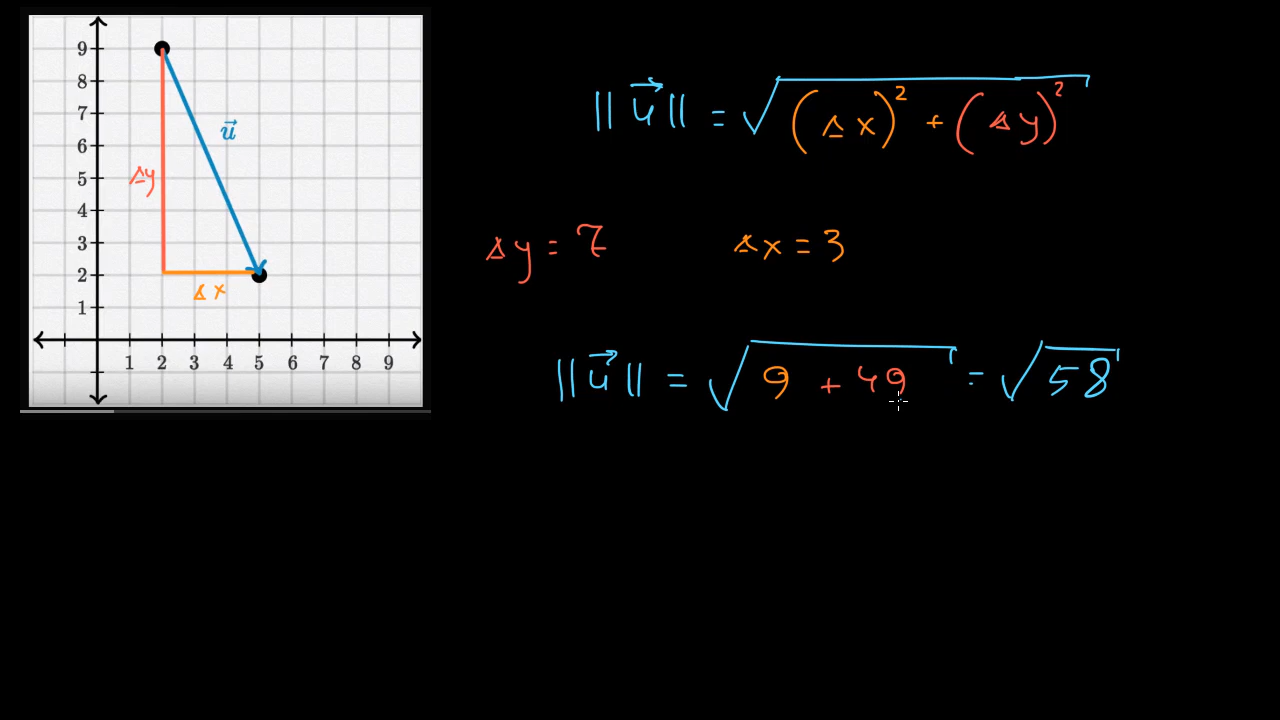 9
8
7
6
5
4
3
2
1
1 2 3 4 5 6 7 8 9
Δy
Δx
u⃗
||u⃗|| = √((Δx)² + (Δy)²)
Δy = 7 Δx = 3
||u⃗|| = √(9 + 49) = √58